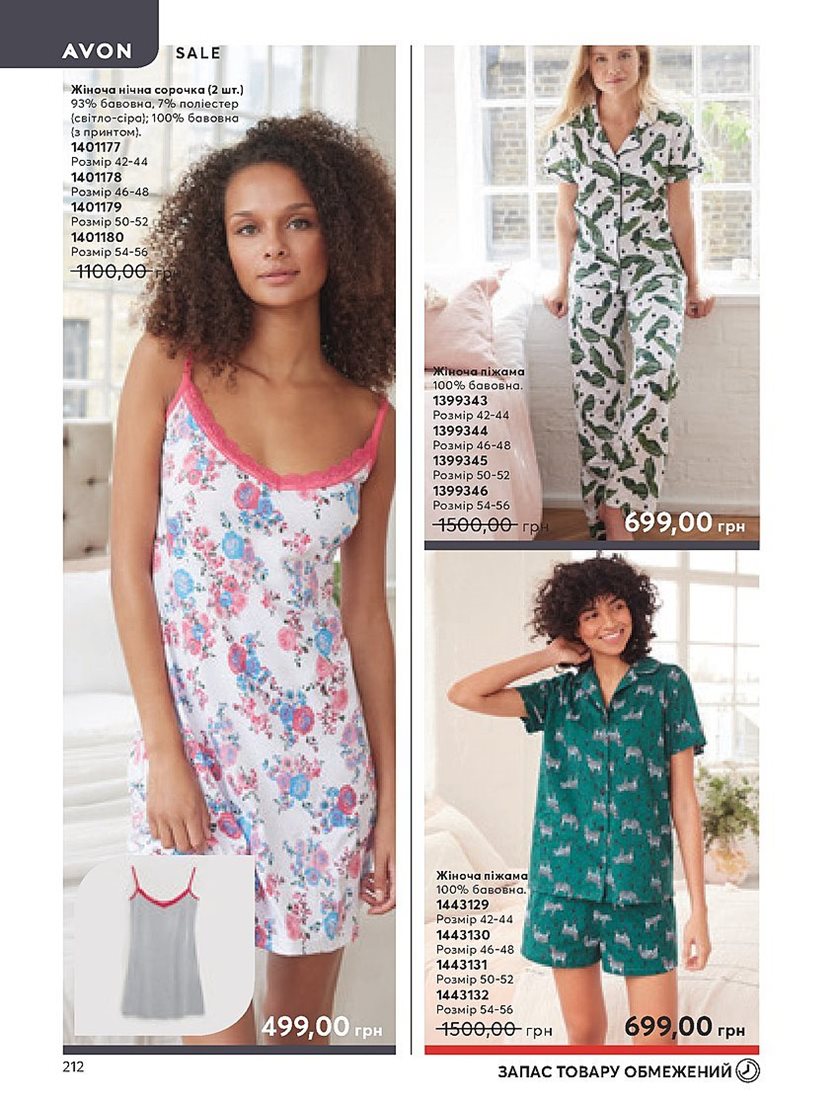 AVON
SALE
Жіноча нічна сорочка (2 шт.)
93% бавовна, 7% поліестер
(світло-сіра); 100% бавовна
(з принтом).
1401177
Розмір 42-44
1401178
Розмір 46-48
1401179
Розмір 50-52
1401180
Розмір 54-56
1100,00 грн
499,00 грн
Жіноча піжама
100% бавовна.
1399343
Розмір 42-44
1399344
Розмір 46-48
1399345
Розмір 50-52
1399346
Розмір 54-56
1500,00 грн
699,00 грн
Жіноча піжама
100% бавовна.
1443129
Розмір 42-44
1443130
Розмір 46-48
1443131
Розмір 50-52
1443132
Розмір 54-56
1500,00 грн
699,00 грн
212
ЗАПАС ТОВАРУ ОБМЕЖЕНИЙ